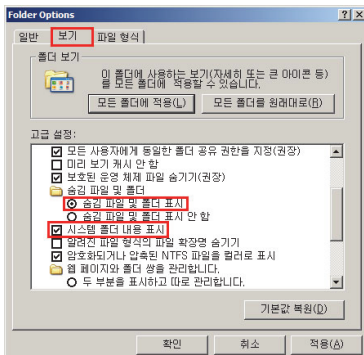 Folder Options
일반 보기 파일 형식
폴더 보기
이 폴더에 사용하는 보기(자세히 또는 큰 아이콘 등)
를 모든 폴더에 적용할 수 있습니다.
모든 폴더에 적용(L) 모든 폴더를 원래대로(R)
고급 설정:
모든 사용자에게 동일한 폴더 공유 권한을 지정(권장)
미리 보기 캐시 안 함
보호된 운영 체제 파일 숨기기(권장)
숨김 파일 및 폴더
숨김 파일 및 폴더 표시
숨김 파일 및 폴더 표시 안 함
시스템 폴더 내용 표시
알려진 파일 형식의 파일 확장명 숨기기
암호화되거나 압축된 NTFS 파일을 컬러로 표시
웹 페이지와 폴더 쌍을 관리합니다.
두 부분을 표시하고 따로 관리합니다.
기본값 복원(D)
확인 취소 적용(A)